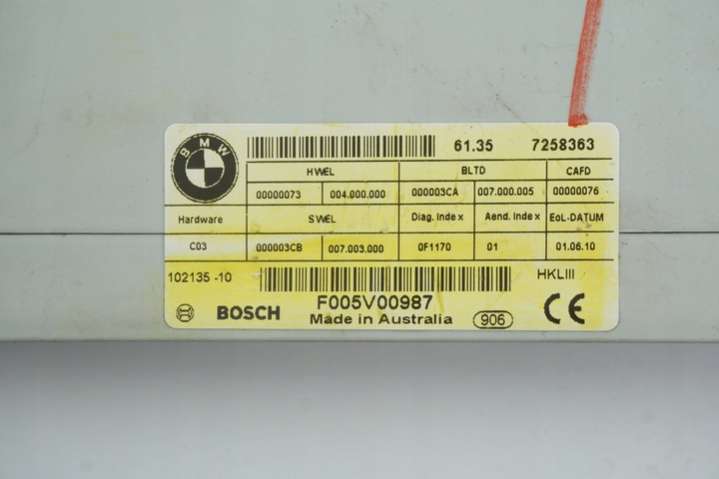 BMW
61.35 7258363
HWEL BLTD CAFD
00000073 004.000.000 000003CA 007.000.005 00000076
Hardware SWEL Diag. Index Aend. Index EoL-DATUM
C03 000003CB 007.003.000 0F1170 01 01.06.10
102135 -10 HKLIII
BOSCH F005V00987
Made in Australia 906 CE